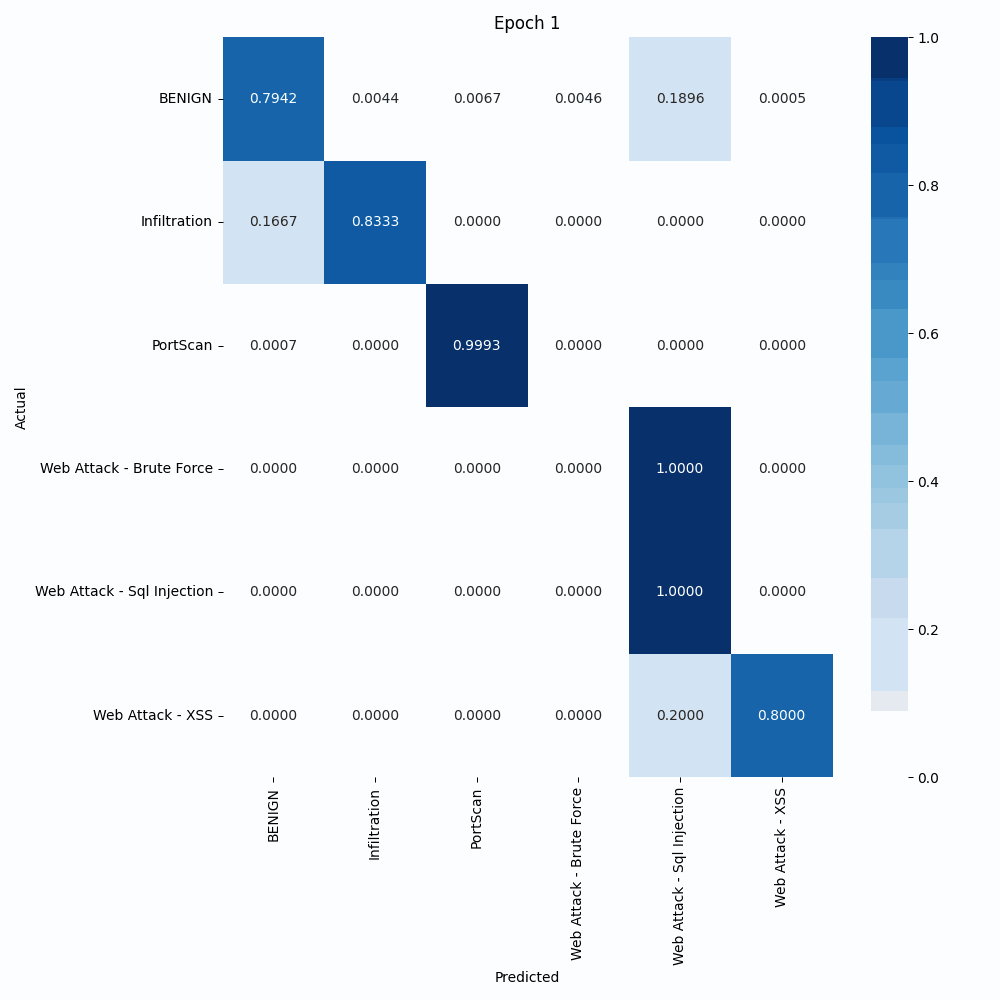 Epoch 1
BENIGN 0.7942 0.0044 0.0067 0.0046 0.1896 0.0005
Infiltration 0.1667 0.8333 0.0000 0.0000 0.0000 0.0000
PortScan 0.0007 0.0000 0.9993 0.0000 0.0000 0.0000
Web Attack - Brute Force 0.0000 0.0000 0.0000 0.0000 1.0000 0.0000
Web Attack - Sql Injection 0.0000 0.0000 0.0000 0.0000 1.0000 0.0000
Web Attack - XSS 0.0000 0.0000 0.0000 0.0000 0.2000 0.8000
Actual
BENIGN
Infiltration
PortScan
Web Attack - Brute Force
Web Attack - Sql Injection
Web Attack - XSS
Predicted
1.0
0.8
0.6
0.4
0.2
0.0